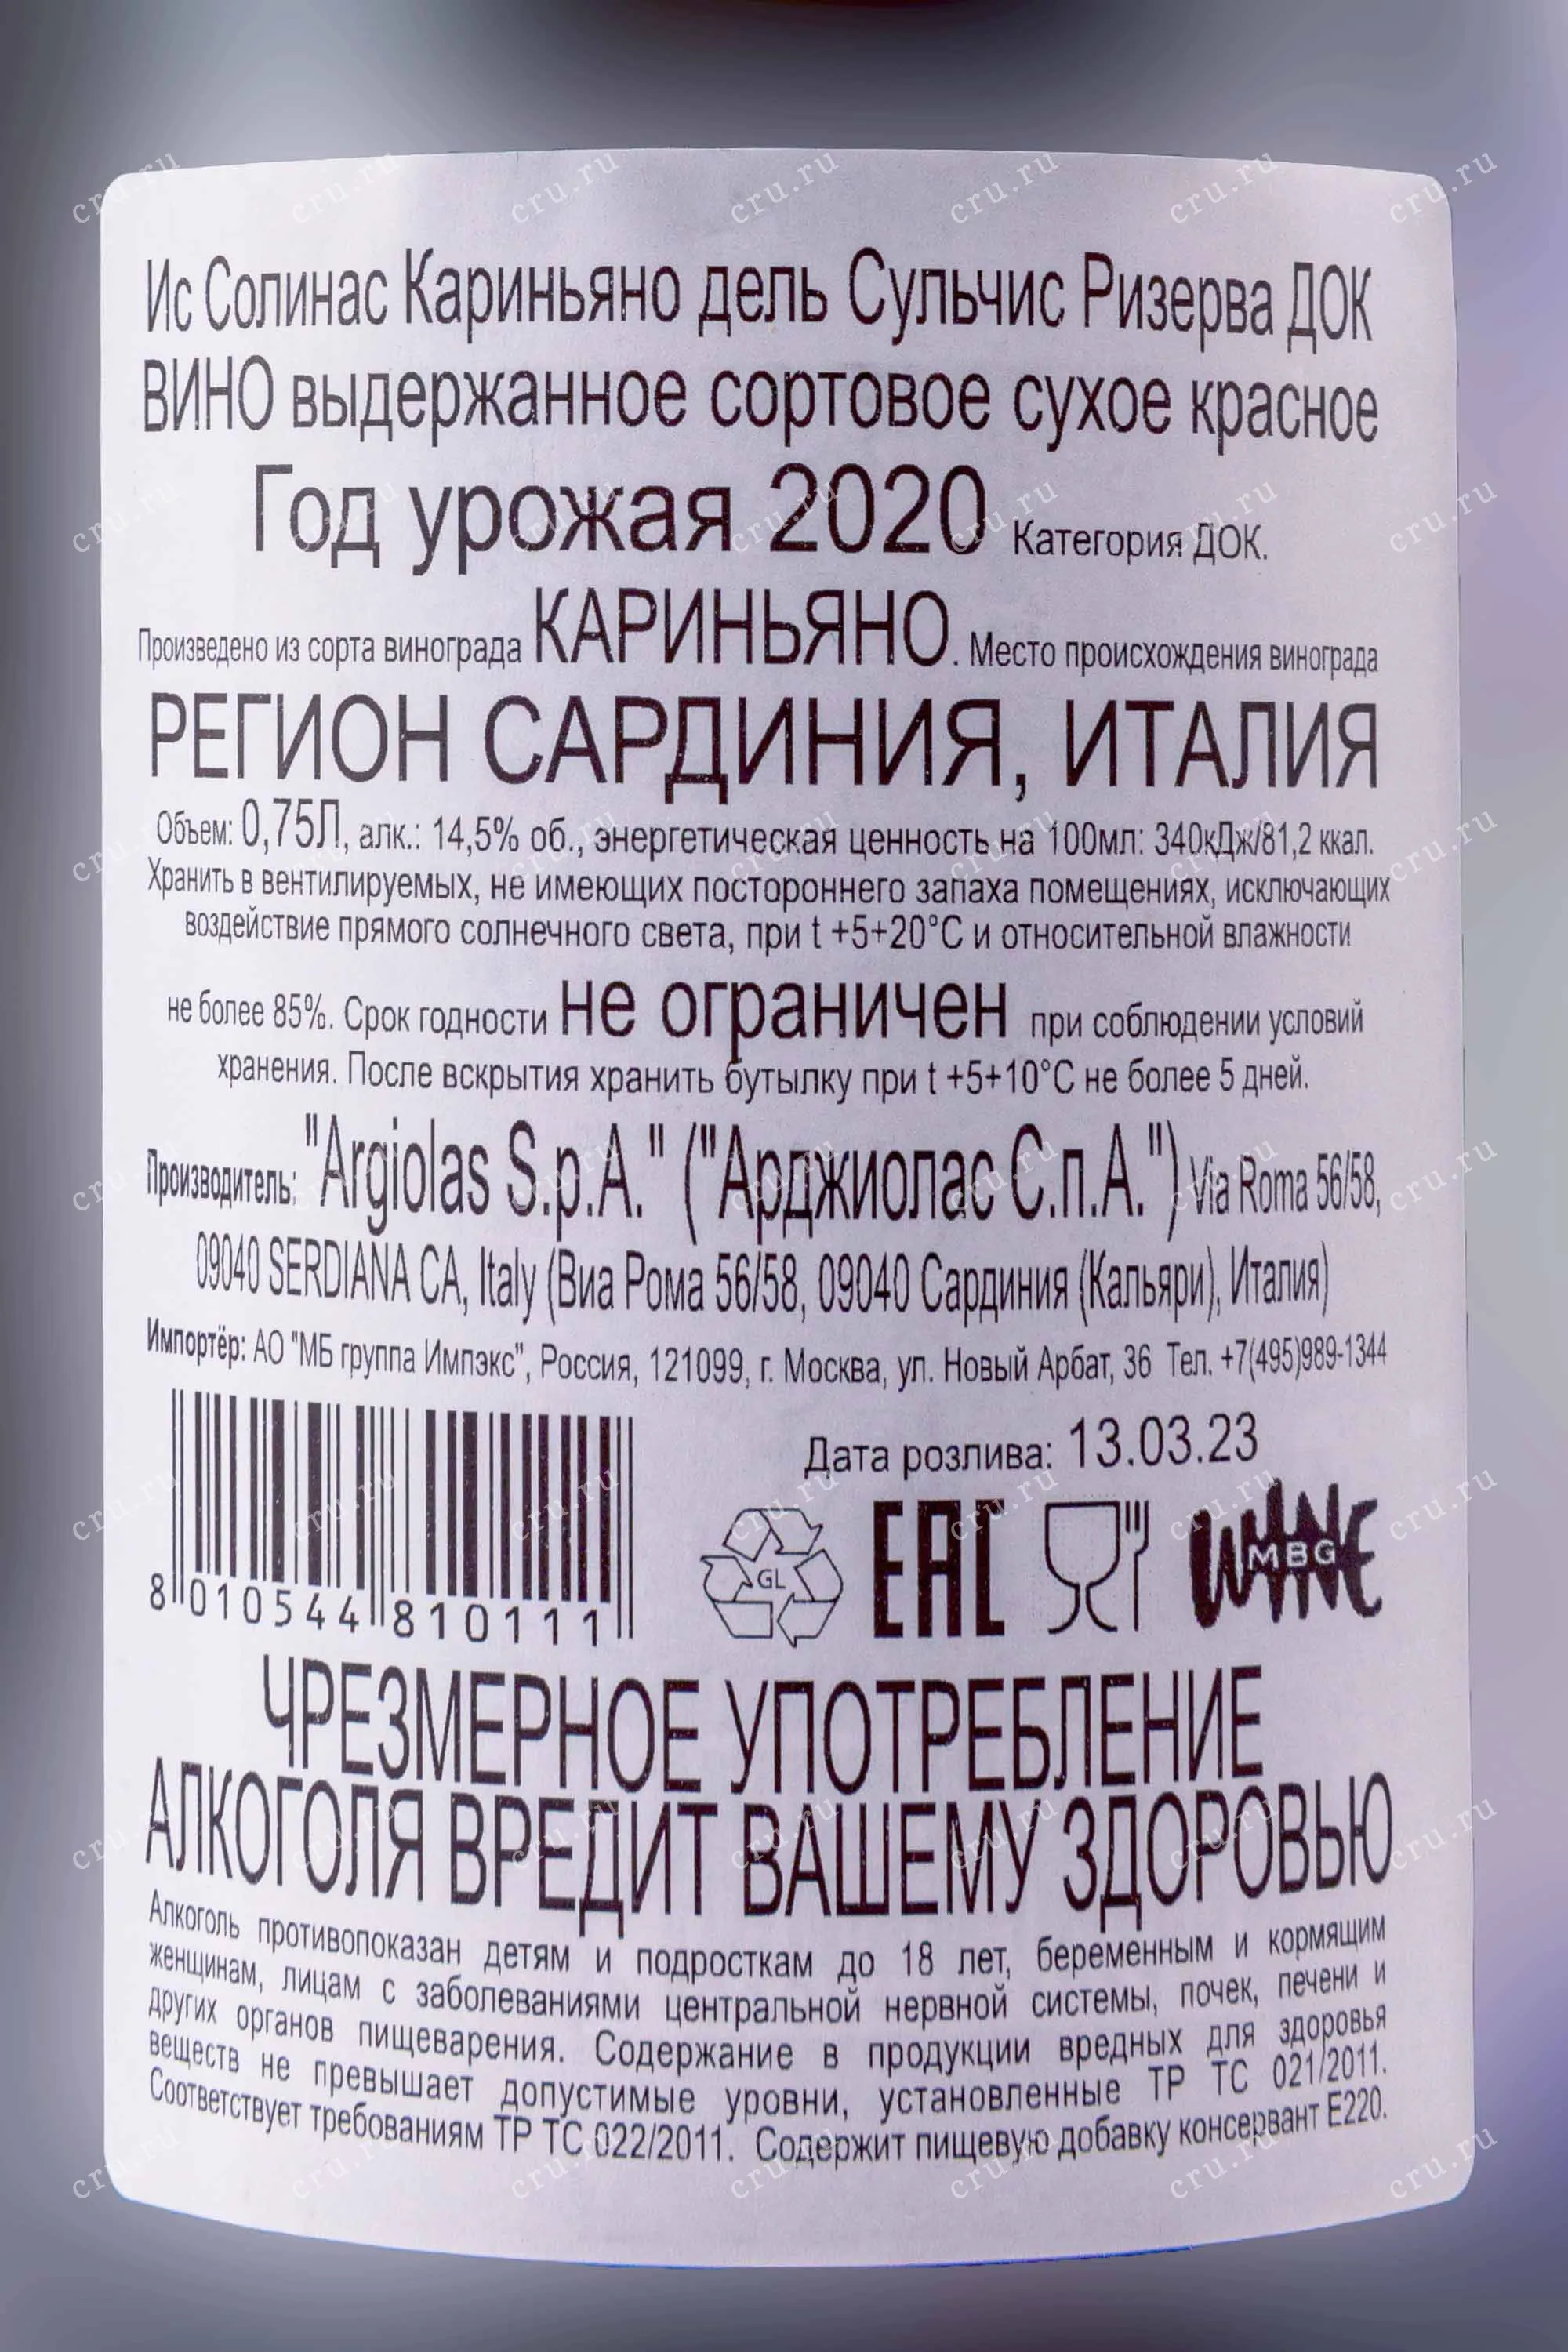 Ис Солинас Кариньяно дель Сульчис Ризерва ДОК
ВИНО выдержанное сортовое сухое красное
Год урожая 2020 Категория ДОК.
Произведено из сорта винограда КАРИНЬЯНО. Место происхождения винограда
РЕГИОН САРДИНИЯ, ИТАЛИЯ
Объем: 0,75Л, алк.: 14,5% об., энергетическая ценность на 100мл: 340кДж/81,2 ккал.
Хранить в вентилируемых, не имеющих постороннего запаха помещениях, исключающих
воздействие прямого солнечного света, при t +5+20°С и относительной влажности
не более 85%. Срок годности не ограничен при соблюдении условий
хранения. После вскрытия хранить бутылку при t +5+10°С не более 5 дней.
Производитель: "Argiolas S.p.A." ("Арджиолас С.п.А.") Via Roma 56/58,
09040 SERDIANA CA, Italy (Виа Рома 56/58, 09040 Сардиния (Кальяри), Италия)
Импортёр: АО "МБ группа Импэкс", Россия, 121099, г. Москва, ул. Новый Арбат, 36 Тел. +7(495)989-1344
Дата розлива: 13.03.23
GL EAC WINE MBG
8 010544 810111
ЧРЕЗМЕРНОЕ УПОТРЕБЛЕНИЕ
АЛКОГОЛЯ ВРЕДИТ ВАШЕМУ ЗДОРОВЬЮ
Алкоголь противопоказан детям и подросткам до 18 лет, беременным и кормящим
женщинам, лицам с заболеваниями центральной нервной системы, почек, печени и
других органов пищеварения. Содержание в продукции вредных для здоровья
веществ не превышает допустимые уровни, установленные ТР ТС 021/2011.
Соответствует требованиям ТР ТС 022/2011. Содержит пищевую добавку консервант Е220.
cru.ru